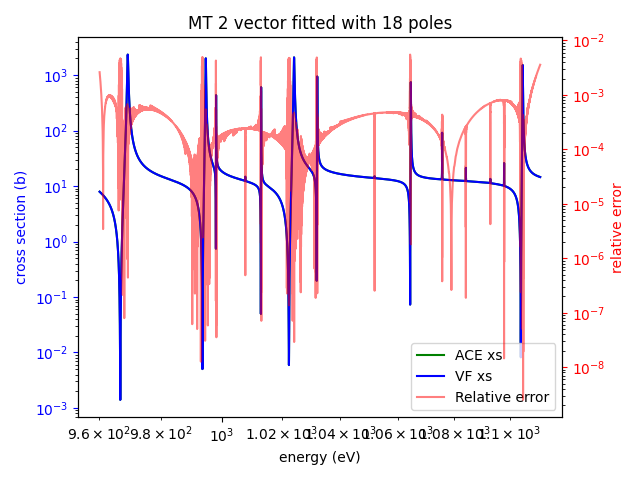 MT 2 vector fitted with 18 poles
cross section (b)
10³
10²
10¹
10⁰
10⁻¹
10⁻²
10⁻³
10⁻²
10⁻³
10⁻⁴
10⁻⁵
10⁻⁶
10⁻⁷
10⁻⁸
relative error
ACE xs
VF xs
Relative error
9.6 × 10² 9.8 × 10² 10³ 1.02 × 10³ 1.04 × 10³ 1.06 × 10³ 1.08 × 10³ 1.1 × 10³
energy (eV)